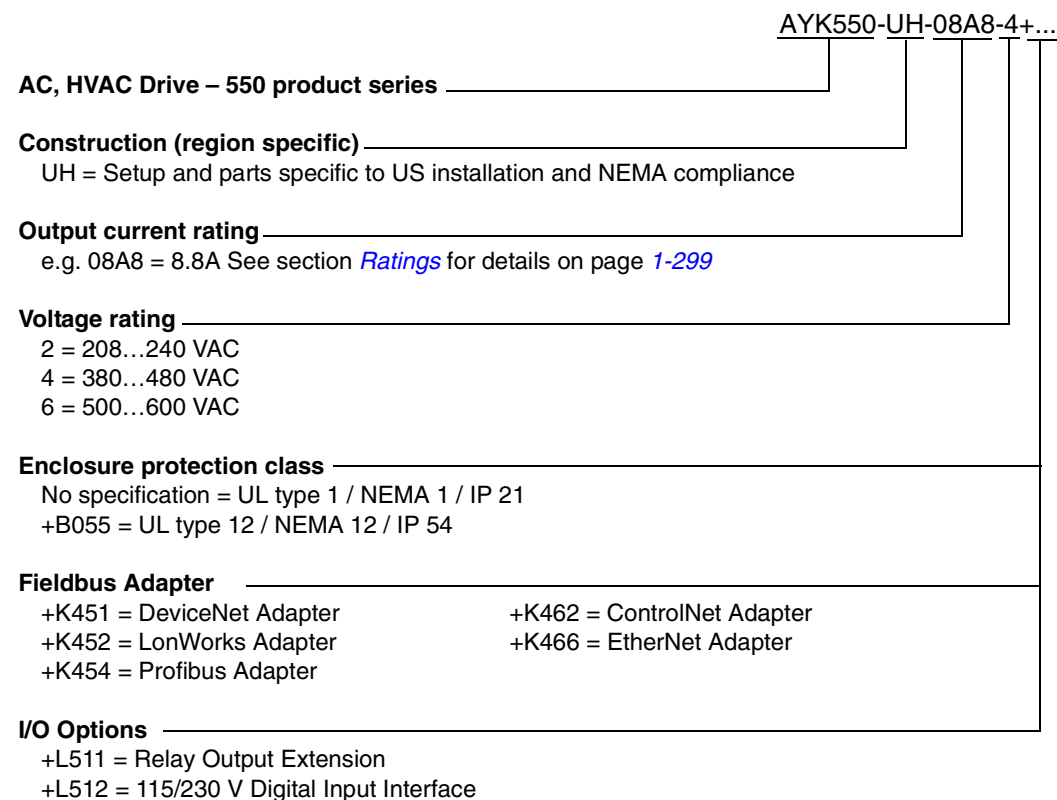 AYK550-UH-08A8-4+...
AC, HVAC Drive – 550 product series
Construction (region specific)
UH = Setup and parts specific to US installation and NEMA compliance
Output current rating
e.g. 08A8 = 8.8A See section Ratings for details on page 1-299
Voltage rating
2 = 208…240 VAC
4 = 380…480 VAC
6 = 500…600 VAC
Enclosure protection class
No specification = UL type 1 / NEMA 1 / IP 21
+B055 = UL type 12 / NEMA 12 / IP 54
Fieldbus Adapter
+K451 = DeviceNet Adapter +K462 = ControlNet Adapter
+K452 = LonWorks Adapter +K466 = EtherNet Adapter
+K454 = Profibus Adapter
I/O Options
+L511 = Relay Output Extension
+L512 = 115/230 V Digital Input Interface